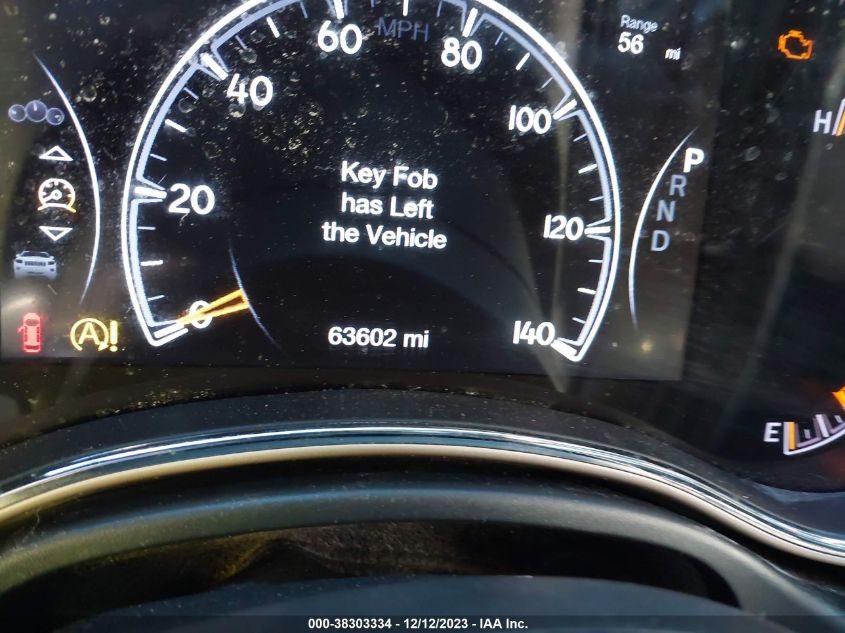 Range
56 mi
MPH
0
20
40
60
80
100
120
140
Key Fob
has Left
the Vehicle
63602 mi
P
R
N
D
H
E
A!
000-38303334 - 12/12/2023 - IAA Inc.